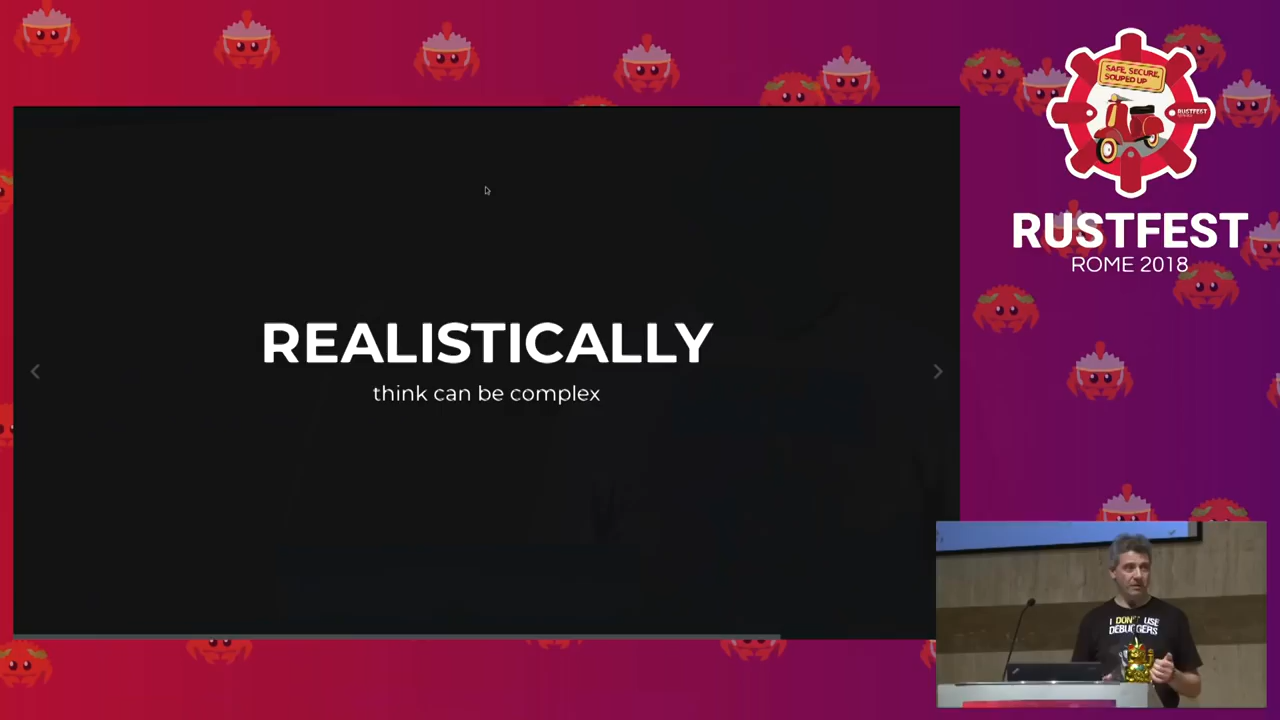 REALISTICALLY
think can be complex
SAFE, SECURE,
SOUPED UP
RUSTFEST
RUSTFEST
ROME 2018
I DON'T USE
DEBUGGERS